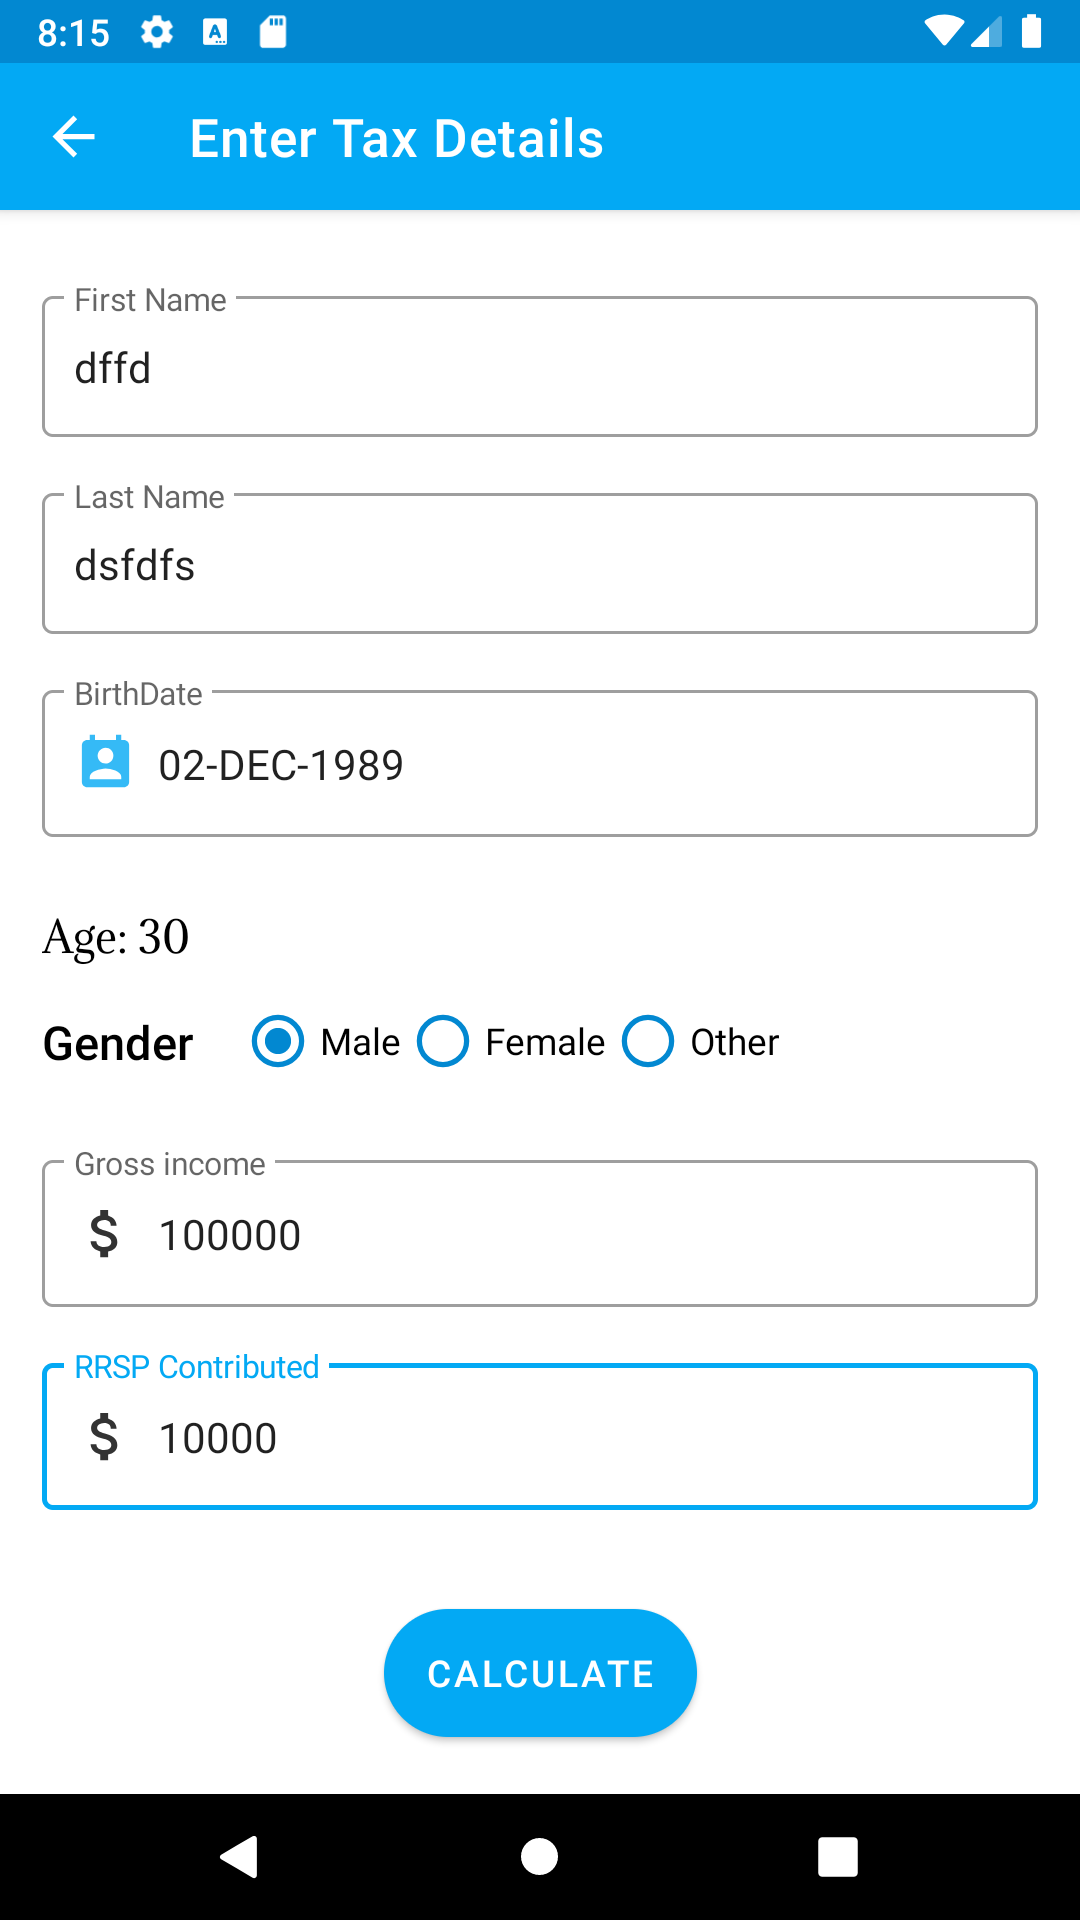 8:15
Enter Tax Details
First Name
dffd
Last Name
dsfdfs
BirthDate
02-DEC-1989
Age: 30
Gender Male Female Other
Gross income
$ 100000
RRSP Contributed
$ 10000
CALCULATE